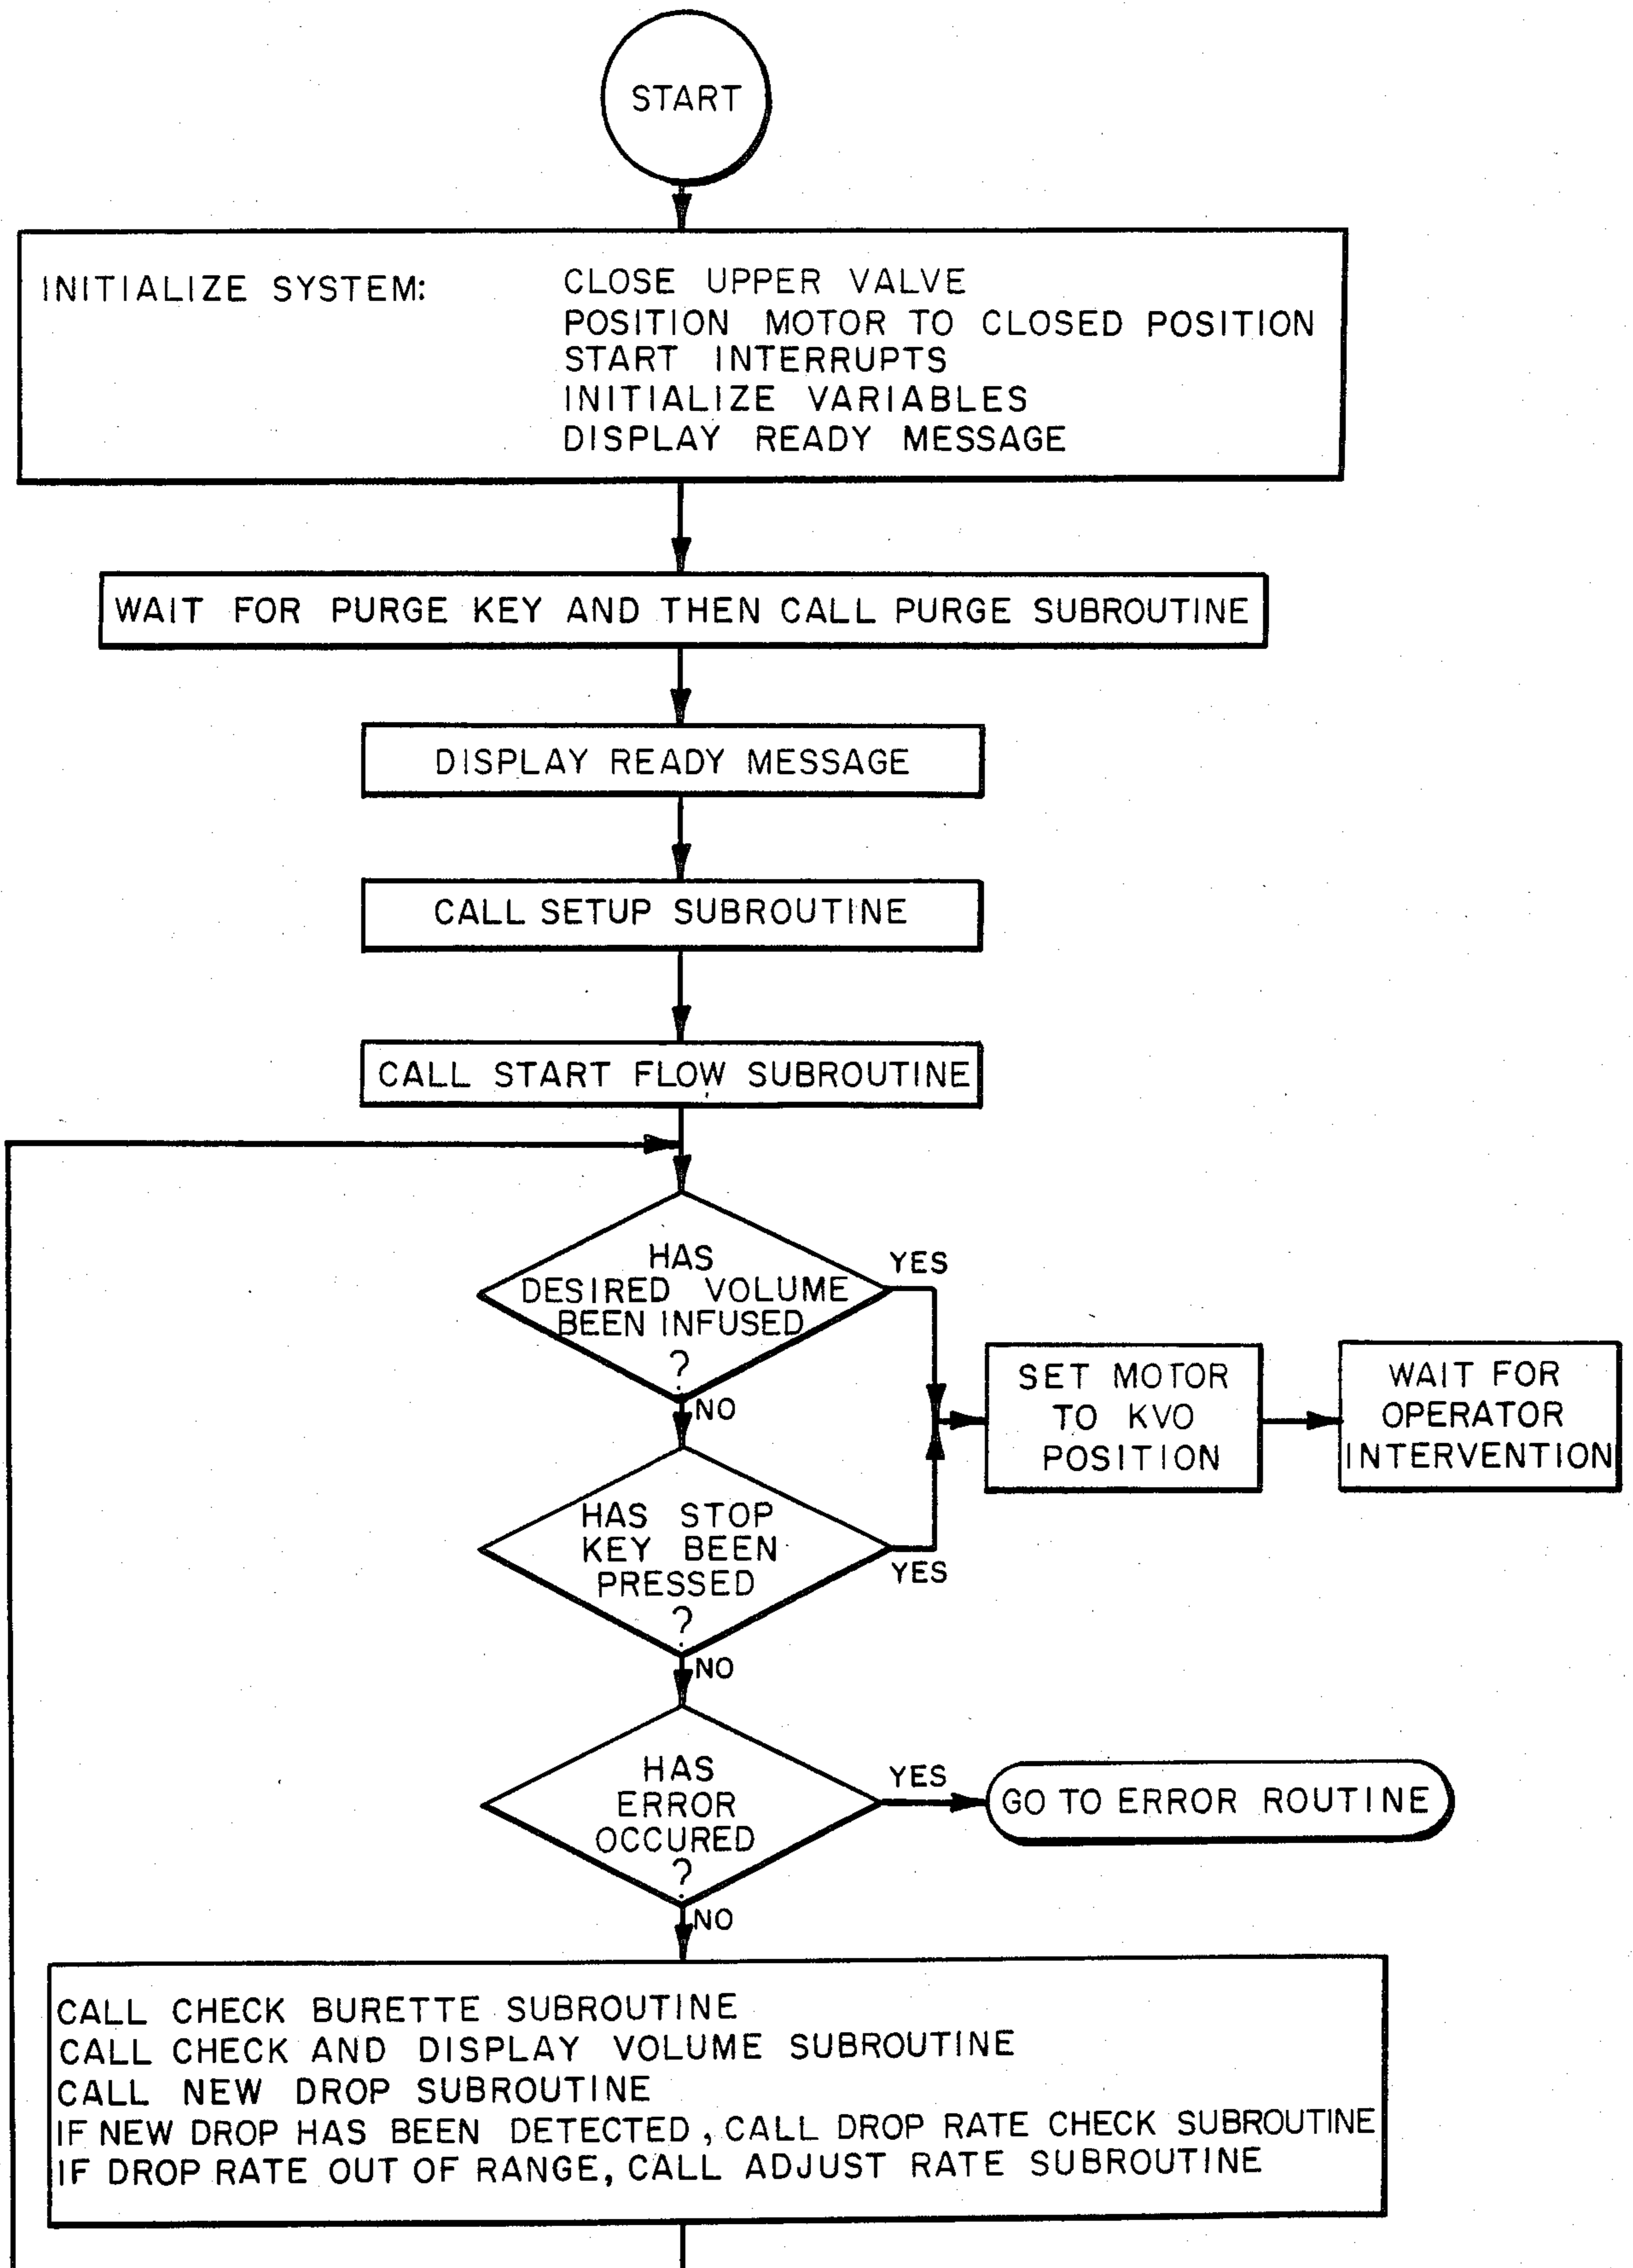 START
INITIALIZE SYSTEM:
CLOSE UPPER VALVE
POSITION MOTOR TO CLOSED POSITION
START INTERRUPTS
INITIALIZE VARIABLES
DISPLAY READY MESSAGE
WAIT FOR PURGE KEY AND THEN CALL PURGE SUBROUTINE
DISPLAY READY MESSAGE
CALL SETUP SUBROUTINE
CALL START FLOW SUBROUTINE
HAS
DESIRED VOLUME
BEEN INFUSED
?
YES
NO
SET MOTOR
TO KVO
POSITION
WAIT FOR
OPERATOR
INTERVENTION
HAS STOP
KEY BEEN
PRESSED
?
YES
NO
HAS
ERROR
OCCURED
?
YES
GO TO ERROR ROUTINE
NO
CALL CHECK BURETTE SUBROUTINE
CALL CHECK AND DISPLAY VOLUME SUBROUTINE
CALL NEW DROP SUBROUTINE
IF NEW DROP HAS BEEN DETECTED, CALL DROP RATE CHECK SUBROUTINE
IF DROP RATE OUT OF RANGE, CALL ADJUST RATE SUBROUTINE